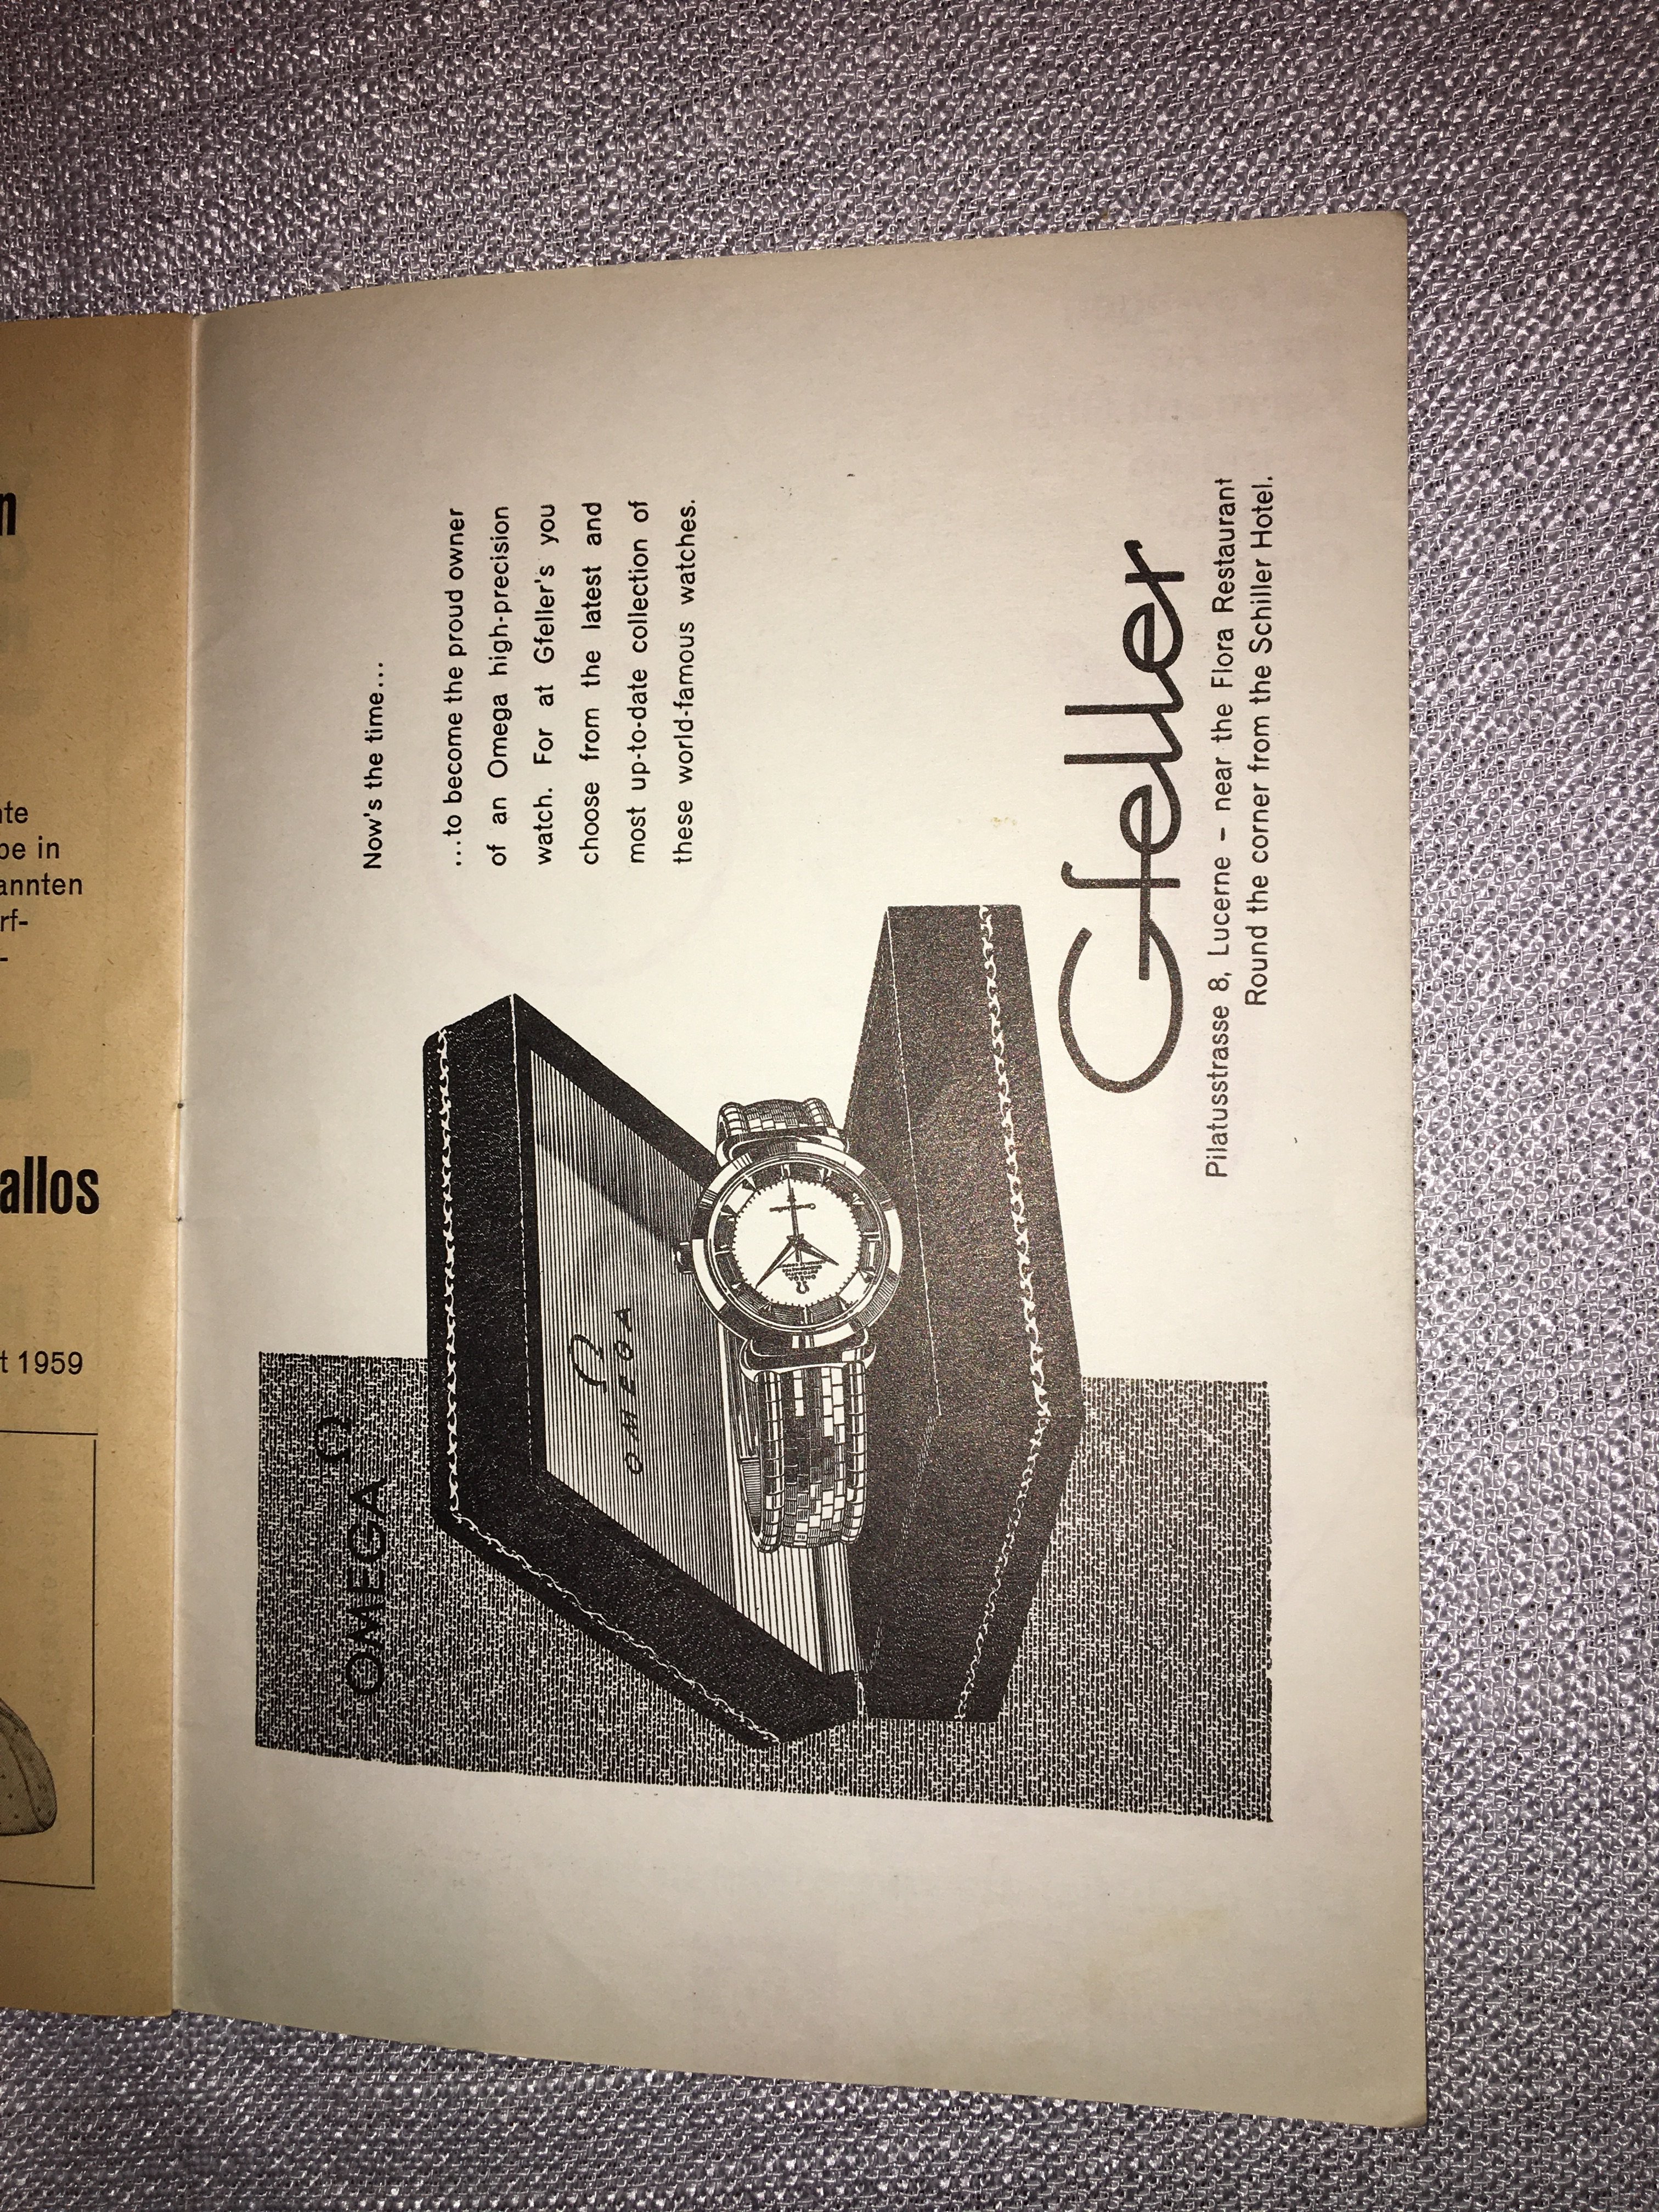 n
nte
be in
annten
rf-
-
allos
t 1959
OMEGA Ω
Ω
OMEGA
Now's the time...
...to become the proud owner
of an Omega high-precision
watch. For at Gfeller's you
choose from the latest and
most up-to-date collection of
these world-famous watches.
Gfeller
Pilatusstrasse 8, Lucerne – near the Flora Restaurant
Round the corner from the Schiller Hotel.